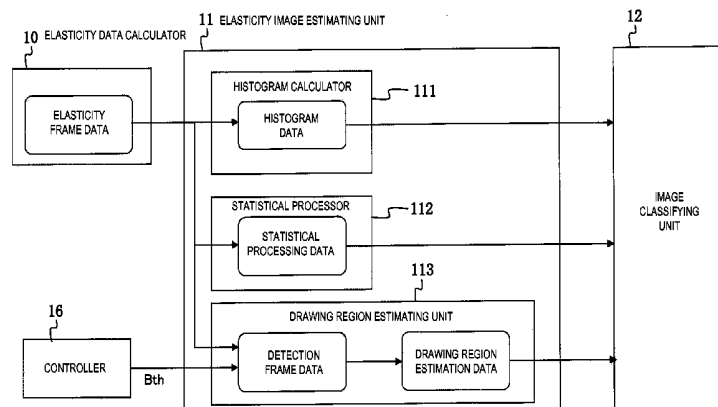 10 ELASTICITY DATA CALCULATOR
ELASTICITY
FRAME DATA
11 ELASTICITY IMAGE ESTIMATING UNIT
12
HISTOGRAM CALCULATOR
111
HISTOGRAM
DATA
STATISTICAL PROCESSOR
112
STATISTICAL
PROCESSING DATA
IMAGE
CLASSIFYING
UNIT
113
DRAWING REGION ESTIMATING UNIT
DETECTION
FRAME DATA
DRAWING REGION
ESTIMATION DATA
16
CONTROLLER
Bth